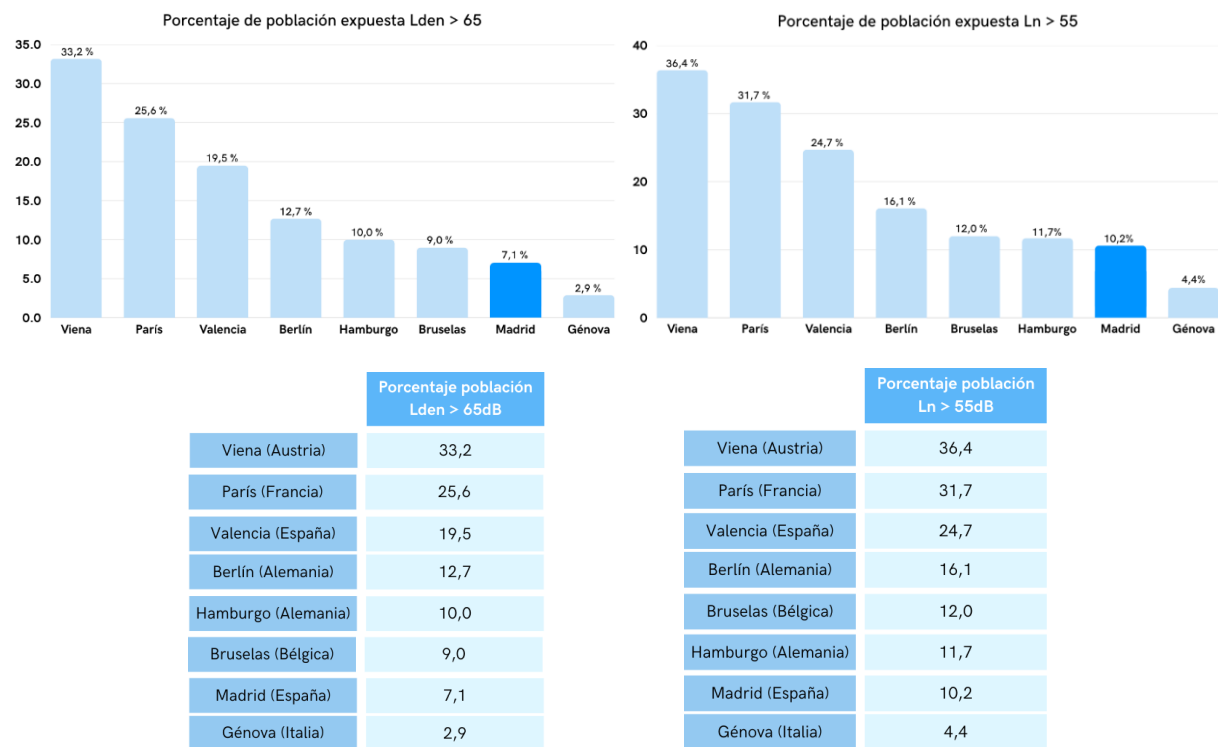 Porcentaje de población expuesta Lden > 65
35.0
30.0
25.0
20.0
15.0
10.0
5.0
0.0
33,2 %
25,6 %
19,5 %
12,7 %
10,0 %
9,0 %
7,1 %
2,9 %
Viena París Valencia Berlín Hamburgo Bruselas Madrid Génova
Porcentaje de población expuesta Ln > 55
40
30
20
10
0
36,4 %
31,7 %
24,7 %
16,1 %
12,0 %
11,7%
10,2%
4,4%
Viena París Valencia Berlín Bruselas Hamburgo Madrid Génova
Porcentaje población
Lden > 65dB
Viena (Austria) 33,2
París (Francia) 25,6
Valencia (España) 19,5
Berlín (Alemania) 12,7
Hamburgo (Alemania) 10,0
Bruselas (Bélgica) 9,0
Madrid (España) 7,1
Génova (Italia) 2,9
Porcentaje población
Ln > 55dB
Viena (Austria) 36,4
París (Francia) 31,7
Valencia (España) 24,7
Berlín (Alemania) 16,1
Bruselas (Bélgica) 12,0
Hamburgo (Alemania) 11,7
Madrid (España) 10,2
Génova (Italia) 4,4